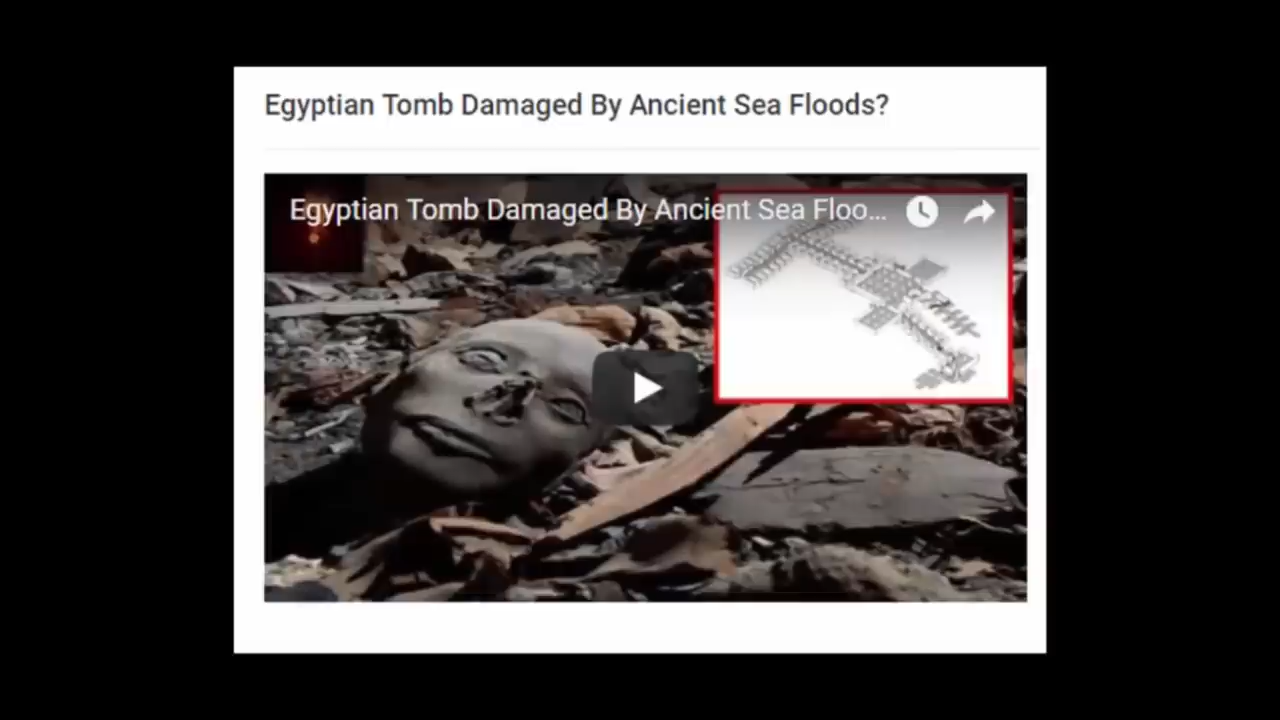 Egyptian Tomb Damaged By Ancient Sea Floods?
Egyptian Tomb Damaged By Ancient Sea Floo...